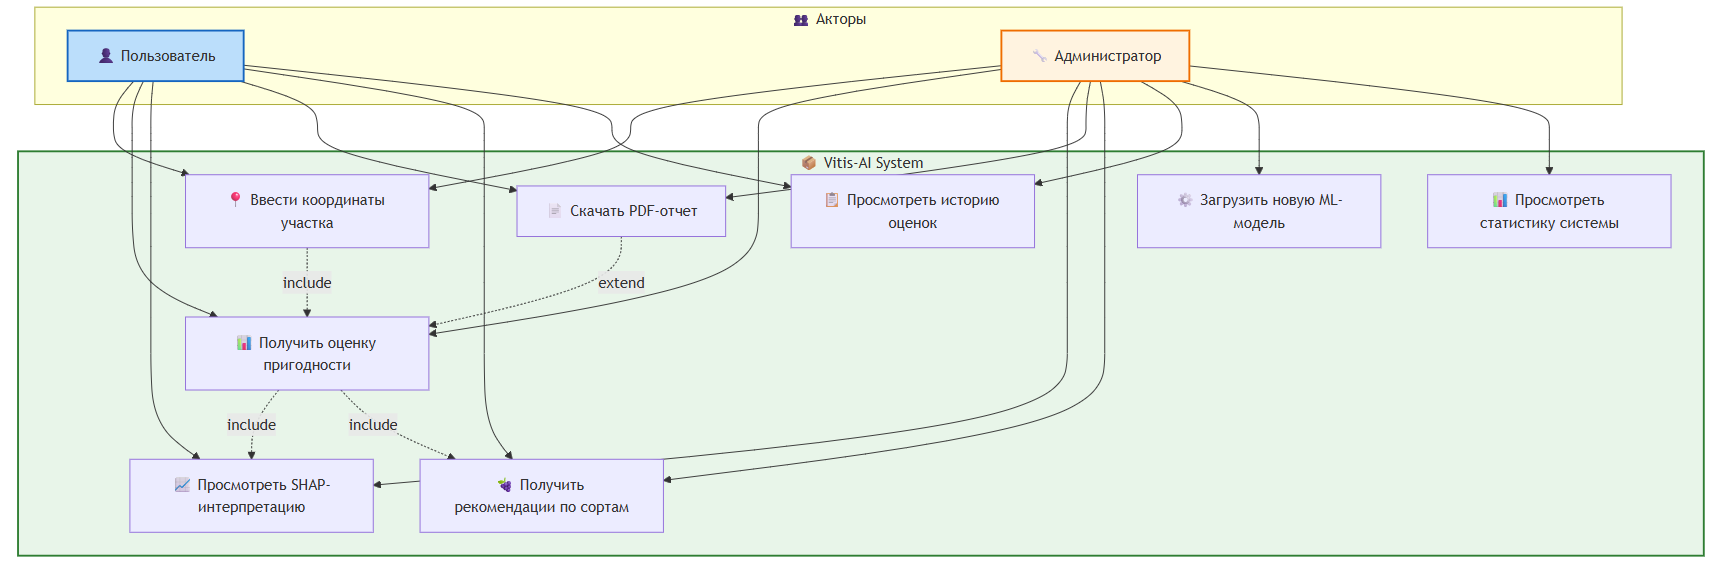 👥 Акторы
👤 Пользователь
🔧 Администратор
📦 Vitis-AI System
📍 Ввести координаты
участка
📄 Скачать PDF-отчет
📋 Просмотреть историю
оценок
⚙️ Загрузить новую ML-
модель
📊 Просмотреть
статистику системы
include
extend
📊 Получить оценку
пригодности
include
include
📈 Просмотреть SHAP-
интерпретацию
🍇 Получить
рекомендации по сортам